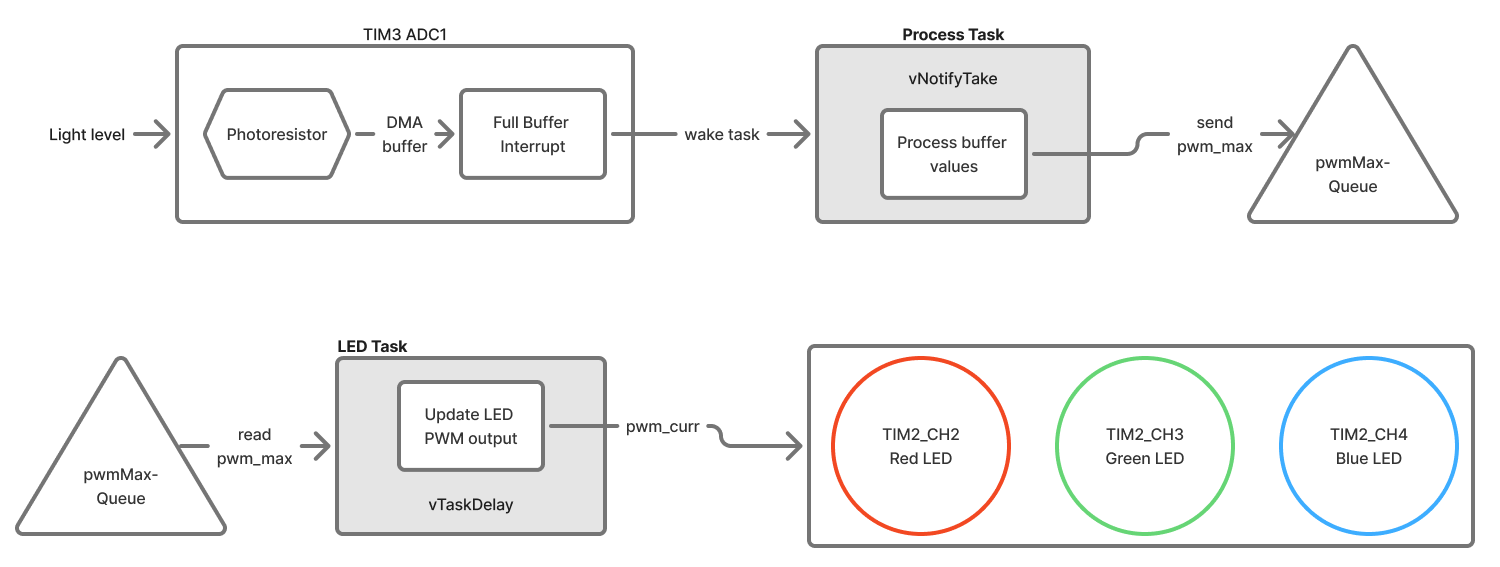 TIM3 ADC1
Light level
Photoresistor
DMA
buffer
Full Buffer
Interrupt
wake task
Process Task
vNotifyTake
Process buffer
values
send
pwm_max
pwmMax-
Queue
pwmMax-
Queue
read
pwm_max
LED Task
Update LED
PWM output
vTaskDelay
pwm_curr
TIM2_CH2
Red LED
TIM2_CH3
Green LED
TIM2_CH4
Blue LED